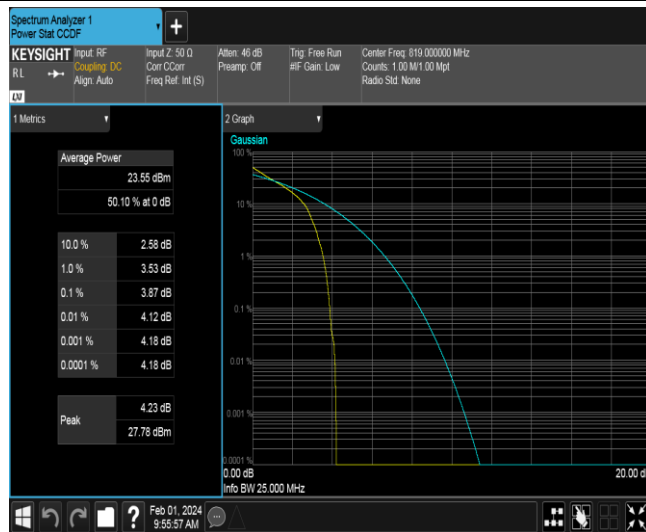 Spectrum Analyzer 1
Power Stat CCDF
+
KEYSIGHT
RL
Input: RF
Coupling: DC
Align: Auto
Input Z: 50 Ω
Corr CCorr
Freq Ref: Int (S)
Atten: 46 dB
Preamp: Off
Trig: Free Run
#IF Gain: Low
Center Freq: 819.000000 MHz
Counts: 1.00 M/1.00 Mpt
Radio Std: None
1 Metrics
Average Power
23.55 dBm
50.10 % at 0 dB
10.0 % 2.58 dB
1.0 % 3.53 dB
0.1 % 3.87 dB
0.01 % 4.12 dB
0.001 % 4.18 dB
0.0001 % 4.18 dB
Peak
4.23 dB
27.78 dBm
2 Graph
Gaussian
100 %
10 %
1 %
0.1 %
0.01 %
0.001 %
0.0001 %
0.00 dB
20.00 d
Info BW 25.000 MHz
?
Feb 01, 2024
9:55:57 AM